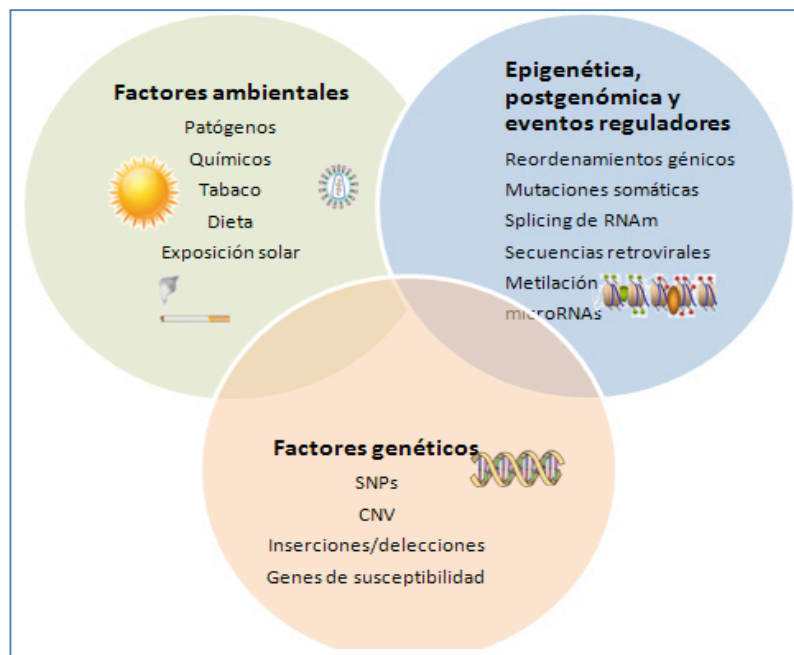 Factores ambientales
Patógenos
Químicos
Tabaco
Dieta
Exposición solar
Epigenética,
postgenómica y
eventos reguladores
Reordenamientos génicos
Mutaciones somáticas
Splicing de RNAm
Secuencias retrovirales
Metilación
microRNAs
Factores genéticos
SNPs
CNV
Inserciones/delecciones
Genes de susceptibilidad